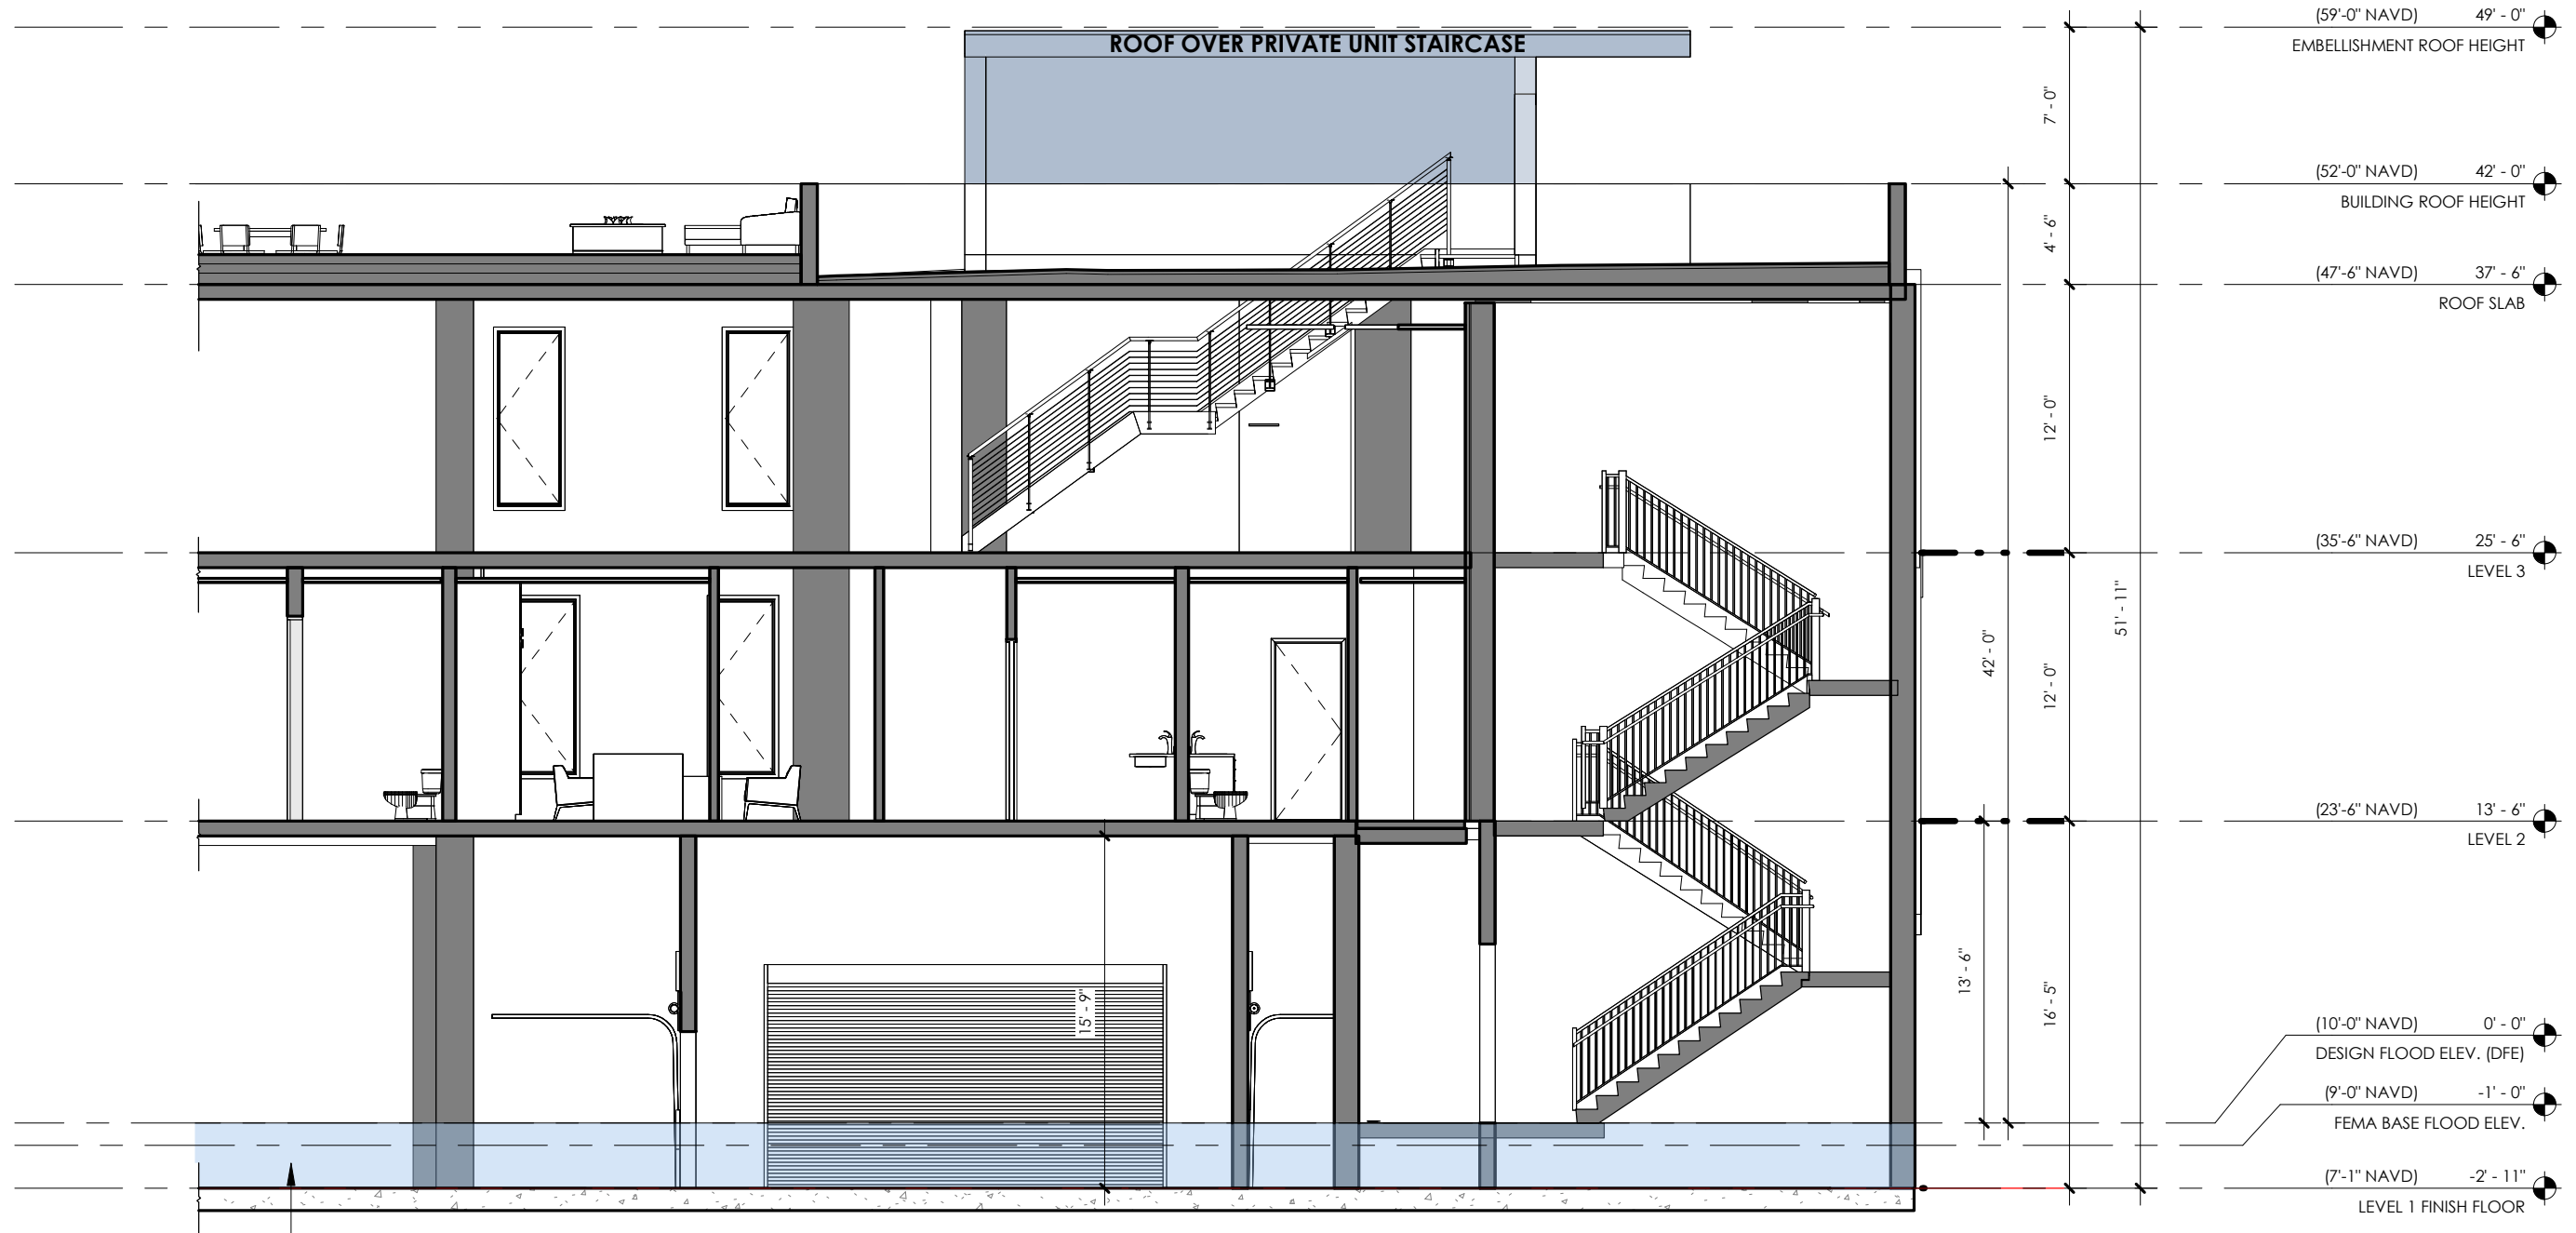 ROOF OVER PRIVATE UNIT STAIRCASE
(59'-0" NAVD) 49' - 0"
EMBELLISHMENT ROOF HEIGHT
7' - 0"
(52'-0" NAVD) 42' - 0"
BUILDING ROOF HEIGHT
4' - 6"
(47'-6" NAVD) 37' - 6"
ROOF SLAB
12' - 0"
(35'-6" NAVD) 25' - 6"
LEVEL 3
51' - 11"
42' - 0"
12' - 0"
(23'-6" NAVD) 13' - 6"
LEVEL 2
13' - 6"
16' - 5"
15' - 9"
(10'-0" NAVD) 0' - 0"
DESIGN FLOOD ELEV. (DFE)
(9'-0" NAVD) -1' - 0"
FEMA BASE FLOOD ELEV.
(7'-1" NAVD) -2' - 11"
LEVEL 1 FINISH FLOOR